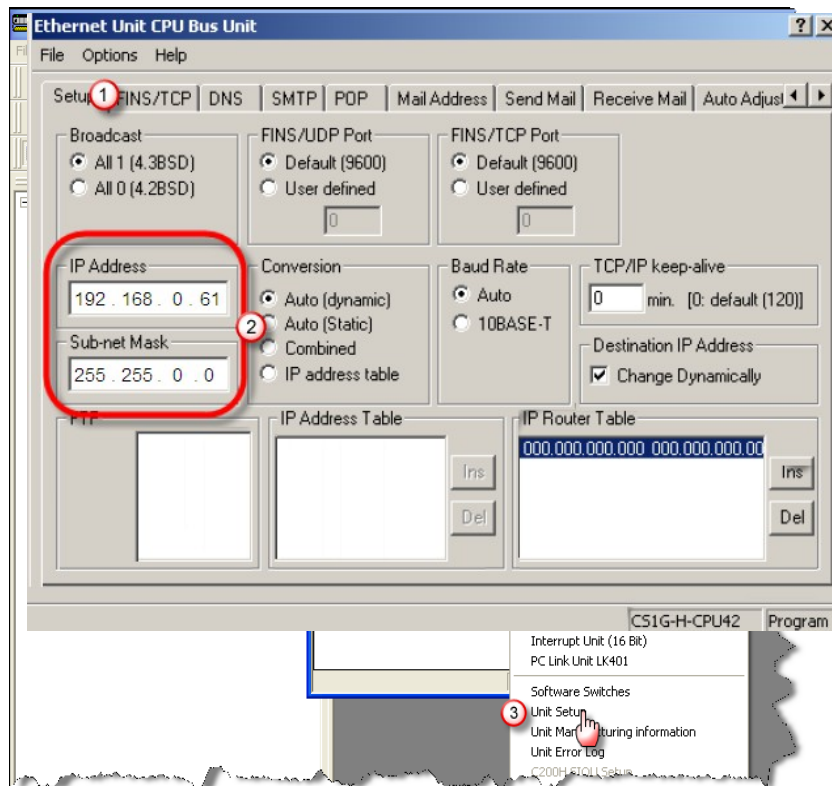 Ethernet Unit CPU Bus Unit
File Options Help
Setup 1 FINS/TCP DNS SMTP POP Mail Address Send Mail Receive Mail Auto Adjust
Broadcast
All 1 (4.3BSD)
All 0 (4.2BSD)
FINS/UDP Port
Default (9600)
User defined
0
FINS/TCP Port
Default (9600)
User defined
0
IP Address
192 . 168 . 0 . 61
Sub-net Mask
255 . 255 . 0 . 0
2
Conversion
Auto (dynamic)
Auto (Static)
Combined
IP address table
Baud Rate
Auto
10BASE-T
TCP/IP keep-alive
0 min. [0: default (120)]
Destination IP Address
Change Dynamically
FTP
IP Address Table
Ins
Del
IP Router Table
000.000.000.000 000.000.000.00
Ins
Del
CS1G-H-CPU42 Program
Interrupt Unit (16 Bit)
PC Link Unit LK401
Software Switches
3 Unit Setup
Unit Manufacturing information
Unit Error Log
C200H SIOU Setup